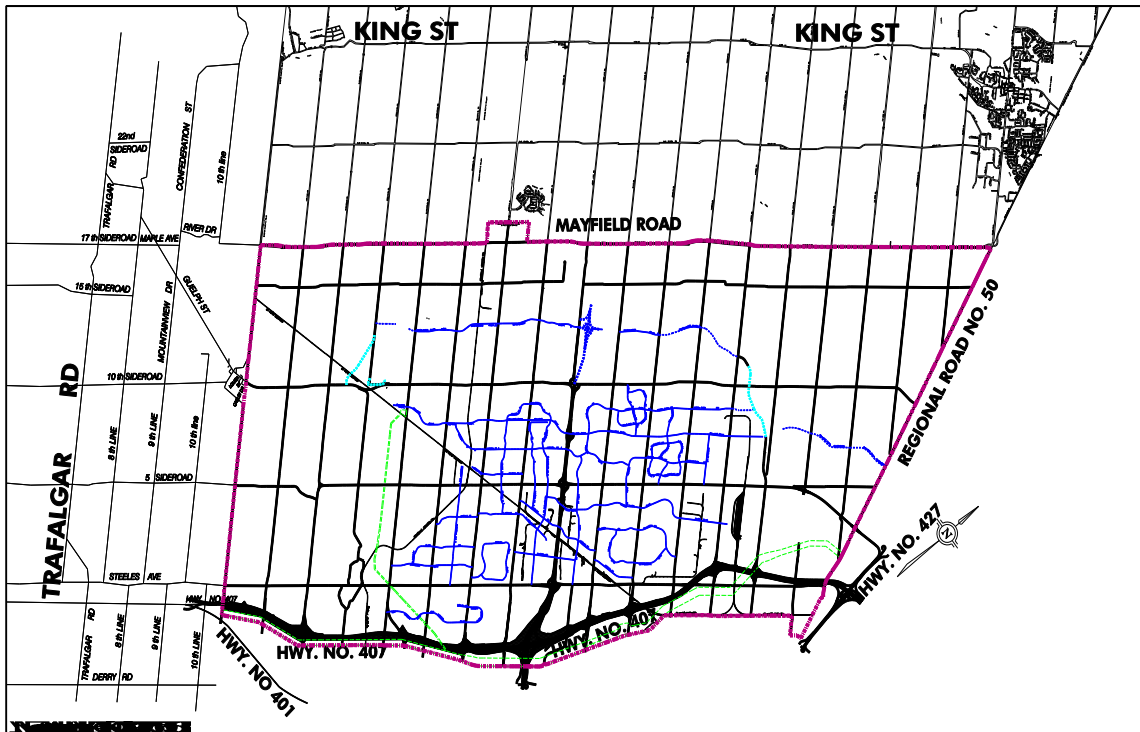 KING ST
KING ST
CONFEDERATION ST
22nd
SIDEROAD
TRAFALGAR RD
10 th line
RIVER DR
MAYFIELD ROAD
17 th SIDEROAD
MAPLE AVE
15 th SIDEROAD
GUELPH ST
MOUNTAINVIEW DR
REGIONAL ROAD NO. 50
10 th SIDEROAD
TRAFALGAR RD
8 th LINE
9 th LINE
10 th line
5 SIDEROAD
N
HWY. NO. 427
STEELES AVE
HWY. NO. 407
TRAFALGAR RD
8 th LINE
9 th LINE
10 th LINE
HWY. NO. 407
HWY. NO. 407
HWY. NO 401
DERRY RD